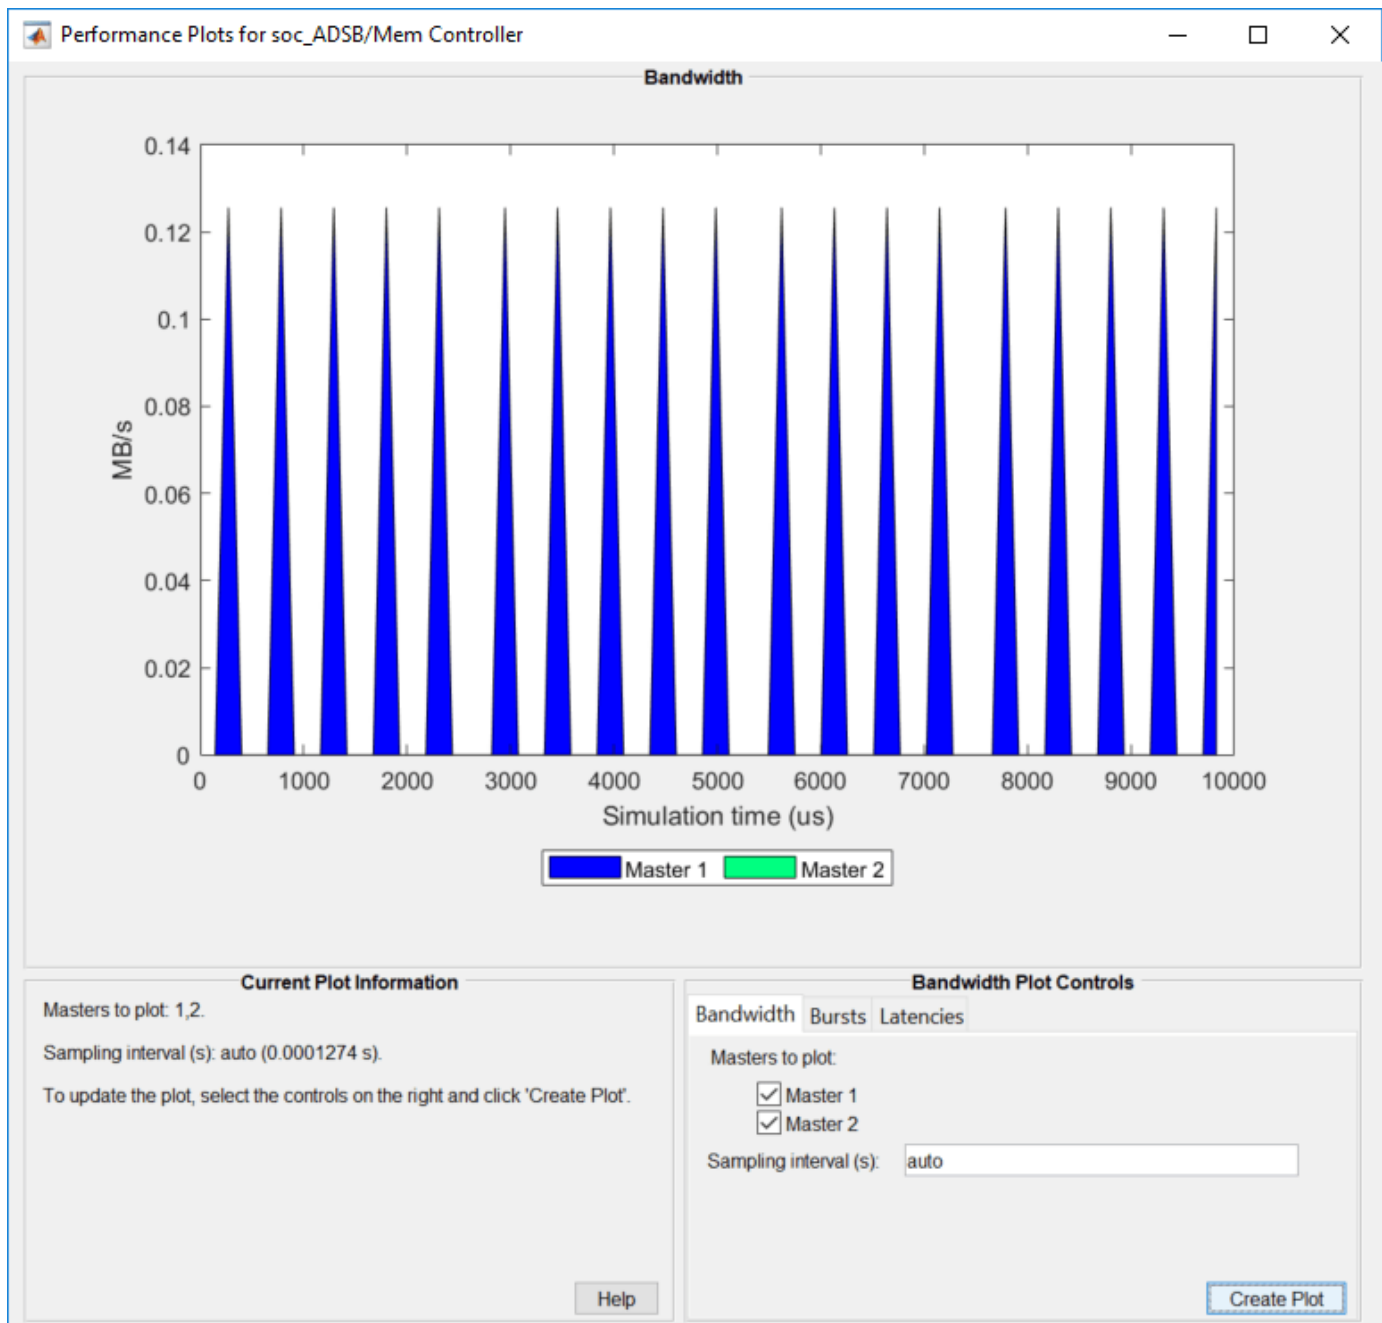 Performance Plots for soc_ADSB/Mem Controller
Bandwidth
0.14
0.12
0.1
0.08
0.06
0.04
0.02
0
MB/s
0 1000 2000 3000 4000 5000 6000 7000 8000 9000 10000
Simulation time (us)
Master 1 Master 2
Current Plot Information
Masters to plot: 1,2.
Sampling interval (s): auto (0.0001274 s).
To update the plot, select the controls on the right and click 'Create Plot'.
Help
Bandwidth Plot Controls
Bandwidth Bursts Latencies
Masters to plot:
Master 1
Master 2
Sampling interval (s): auto
Create Plot